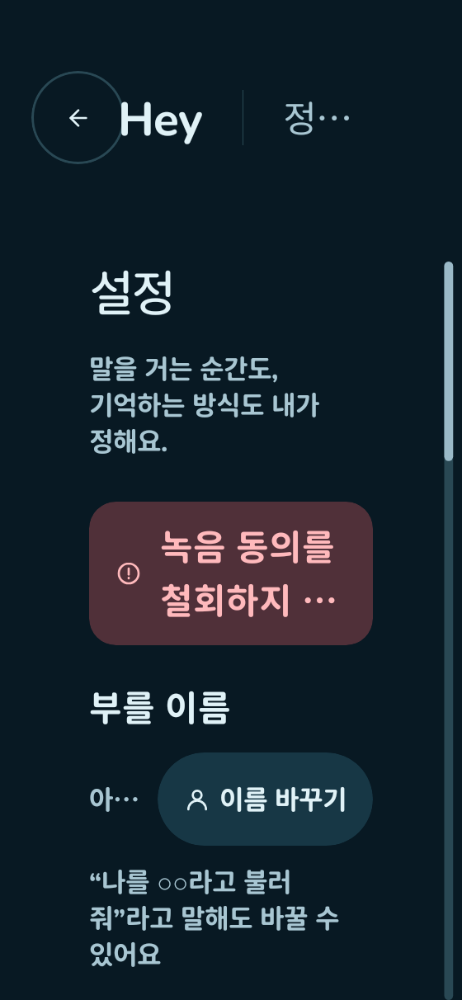 Hey
정…
설정
말을 거는 순간도,
기억하는 방식도 내가
정해요.
녹음 동의를
철회하지 …
부를 이름
아…
이름 바꾸기
“나를 ○○라고 불러
줘”라고 말해도 바꿀 수
있어요